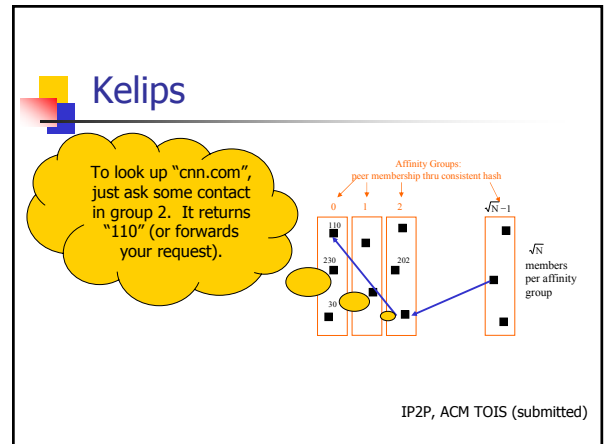 Kelips
To look up “cnn.com”,
just ask some contact
in group 2. It returns
“110” (or forwards
your request).
Affinity Groups:
peer membership thru consistent hash
0 1 2 √N −1
110
230 202
30
√N
members
per affinity
group
IP2P, ACM TOIS (submitted)